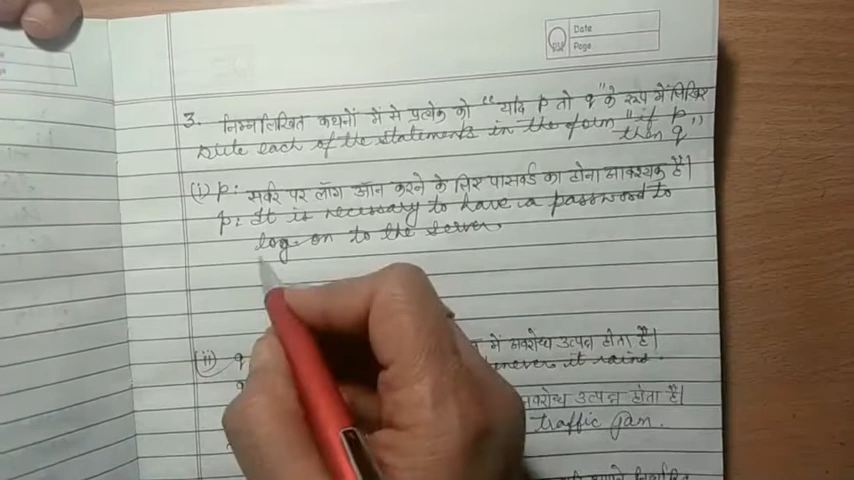 Date
Page
3. निम्नलिखित कथनों में से प्रत्येक को "यदि p तो q" के रूप में लिखिए
write each of the statements in the form "if p
then q"
(i) p: सर्वर पर लॉग ऑन करने के लिए पासवर्ड का होना आवश्यक है।
p: It is necessary to have a password to
log on to the server.
(ii) q में अवरोध उत्पन्न होता है।
whenever it rains.
अवरोध उत्पन्न होता है।
traffic Jam.